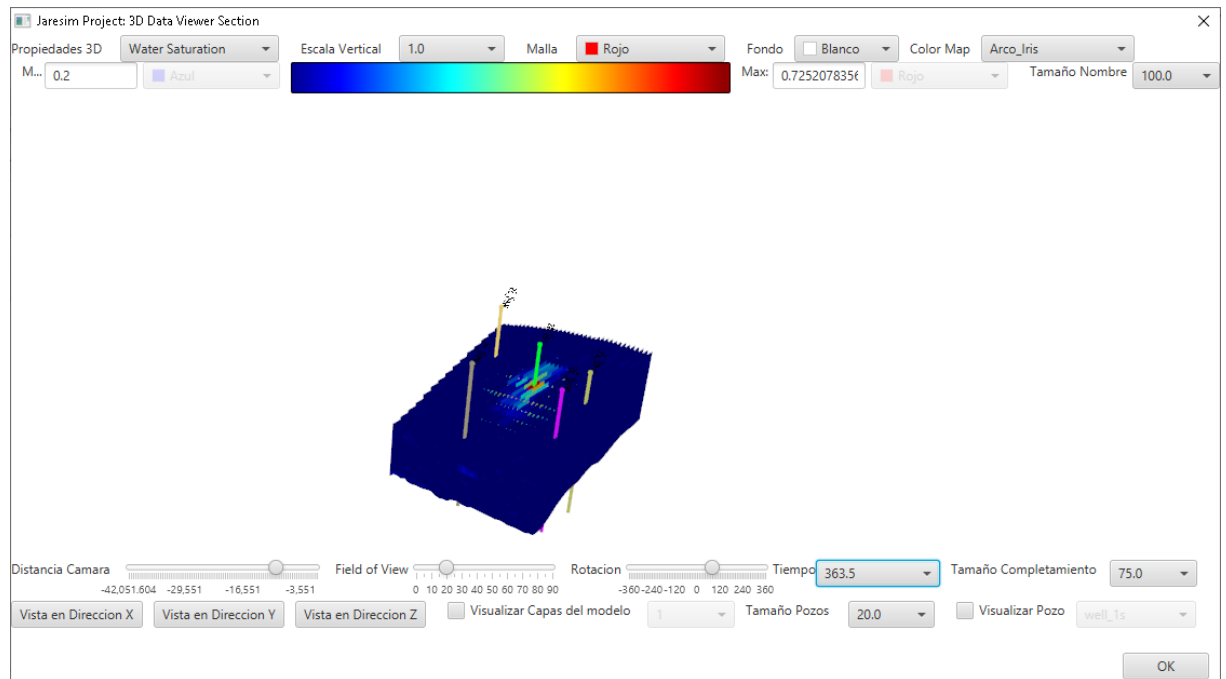 Jaresim Project: 3D Data Viewer Section
Propiedades 3D Water Saturation Escala Vertical 1.0 Malla Rojo Fondo Blanco Color Map Arco_Iris
M... 0.2 Azul Max: 0.7252078356 Rojo Tamaño Nombre 100.0
Distancia Camara Field of View Rotacion Tiempo 363.5 Tamaño Completamiento 75.0
-42,051.604 -29,551 -16,551 -3,551 0 10 20 30 40 50 60 70 80 90 -360 -240 -120 0 120 240 360
Vista en Direccion X Vista en Direccion Y Vista en Direccion Z Visualizar Capas del modelo 1 Tamaño Pozos 20.0 Visualizar Pozo well_1s
OK